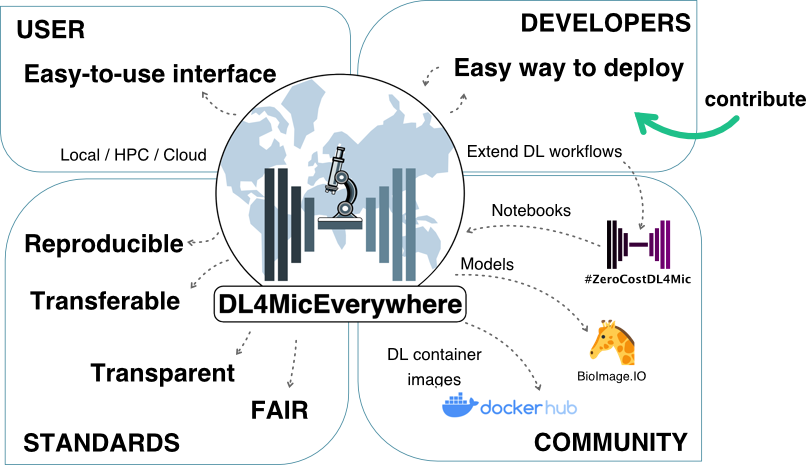 USER
Easy-to-use interface
Local / HPC / Cloud
DEVELOPERS
Easy way to deploy
contribute
Extend DL workflows
Reproducible
Transferable
Transparent
FAIR
STANDARDS
DL4MicEverywhere
Notebooks
#ZeroCostDL4Mic
Models
BioImage.IO
DL container
images
docker hub
COMMUNITY